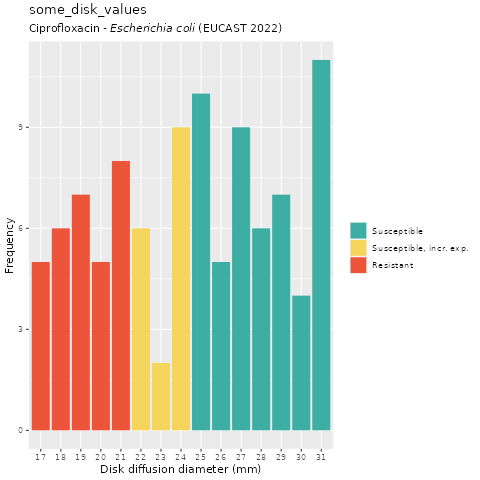 some_disk_values
Ciprofloxacin - Escherichia coli (EUCAST 2022)
Frequency
9
6
3
0
17 18 19 20 21 22 23 24 25 26 27 28 29 30 31
Disk diffusion diameter (mm)
Susceptible
Susceptible, incr. exp.
Resistant